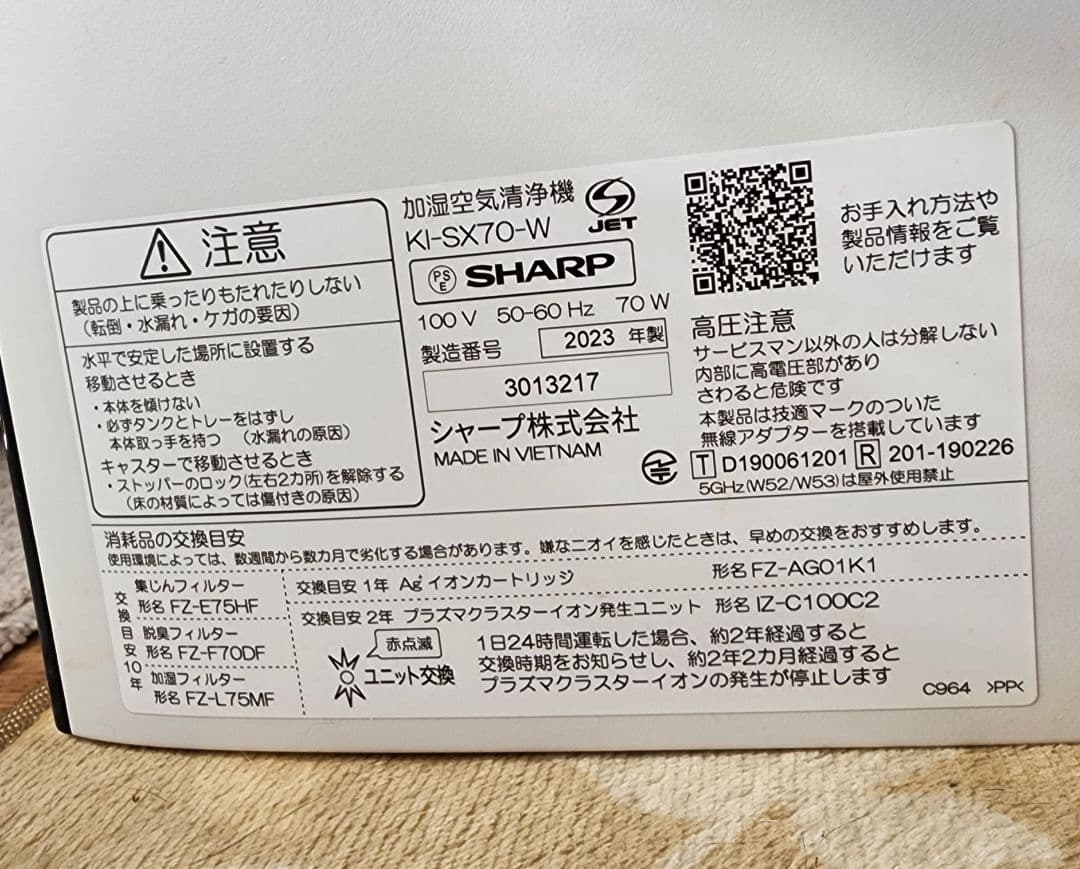 注意
製品の上に乗ったりもたれたりしない
(転倒・水漏れ・ケガの要因)
水平で安定した場所に設置する
移動させるとき
・本体を傾けない
・必ずタンクとトレーをはずし
本体取っ手を持つ (水漏れの原因)
キャスターで移動させるとき
・ストッパーのロック(左右2カ所)を解除する
(床の材質によっては傷付きの原因)
加湿空気清浄機
KI-SX70-W
S JET
PS E SHARP
100 V 50-60 Hz 70 W
製造番号 2023 年製
3013217
シャープ株式会社
MADE IN VIETNAM
お手入れ方法や
製品情報をご覧
いただけます
高圧注意
サービスマン以外の人は分解しない
内部に高電圧部があり
さわると危険です
本製品は技適マークのついた
無線アダプターを搭載しています
T D190061201 R 201-190226
5GHz(W52/W53)は屋外使用禁止
消耗品の交換目安
使用環境によっては、数週間から数カ月で劣化する場合があります。嫌なニオイを感じたときは、早めの交換をおすすめします。
交換目安10年
集じんフィルター
形名 FZ-E75HF
脱臭フィルター
形名 FZ-F70DF
加湿フィルター
形名 FZ-L75MF
交換目安 1年 Ag⁺イオンカートリッジ 形名 FZ-AG01K1
交換目安 2年 プラズマクラスターイオン発生ユニット 形名 IZ-C100C2
赤点滅
ユニット交換
1日24時間運転した場合、約2年経過すると
交換時期をお知らせし、約2年2カ月経過すると
プラズマクラスターイオンの発生が停止します
C964 >PP<